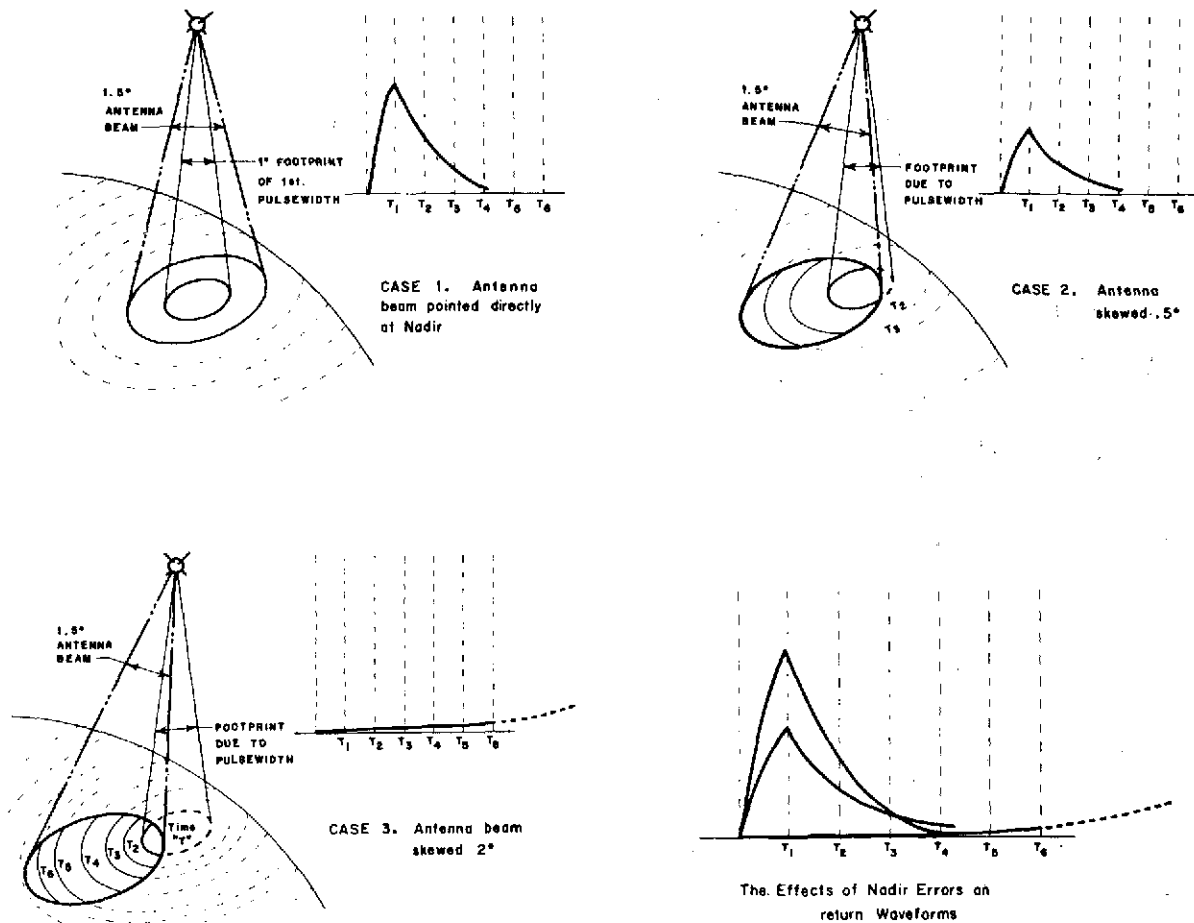 1.5°
ANTENNA
BEAM
1° FOOTPRINT
OF 1st.
PULSEWIDTH
T1 T2 T3 T4 T5 T6
CASE 1. Antenna
beam pointed directly
at Nadir
1.5°
ANTENNA
BEAM
FOOTPRINT
DUE TO
PULSEWIDTH
T1 T2 T3 T4 T5 T6
T2
T3
CASE 2. Antenna
skewed .5°
1.5°
ANTENNA
BEAM
FOOTPRINT
DUE TO
PULSEWIDTH
T1 T2 T3 T4 T5 T6
Time
"T"
T6 T5 T4 T3 T2
CASE 3. Antenna beam
skewed 2°
T1 T2 T3 T4 T5 T6
The Effects of Nadir Errors on
return Waveforms